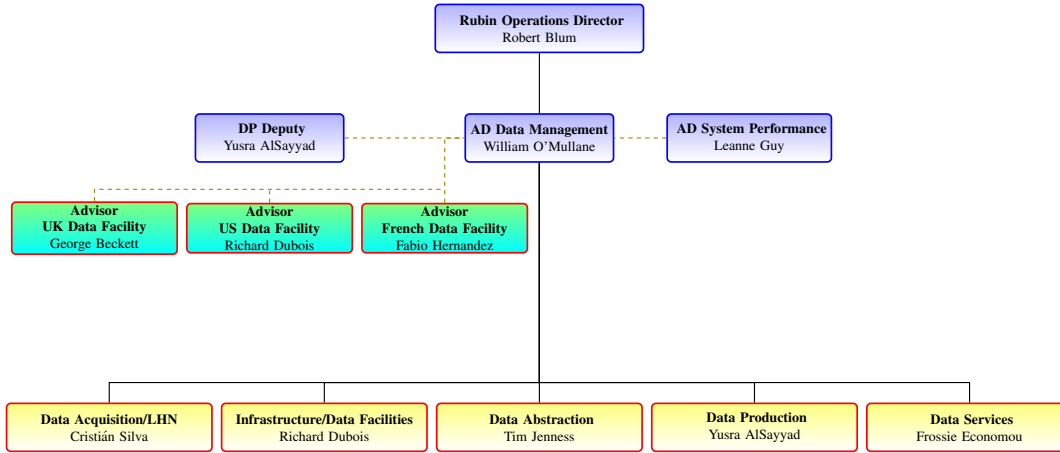 Rubin Operations Director
Robert Blum
DP Deputy
Yusra AlSayyad
AD Data Management
William O'Mullane
AD System Performance
Leanne Guy
Advisor
UK Data Facility
George Beckett
Advisor
US Data Facility
Richard Dubois
Advisor
French Data Facility
Fabio Hernandez
Data Acquisition/LHN
Cristián Silva
Infrastructure/Data Facilities
Richard Dubois
Data Abstraction
Tim Jenness
Data Production
Yusra AlSayyad
Data Services
Frossie Economou